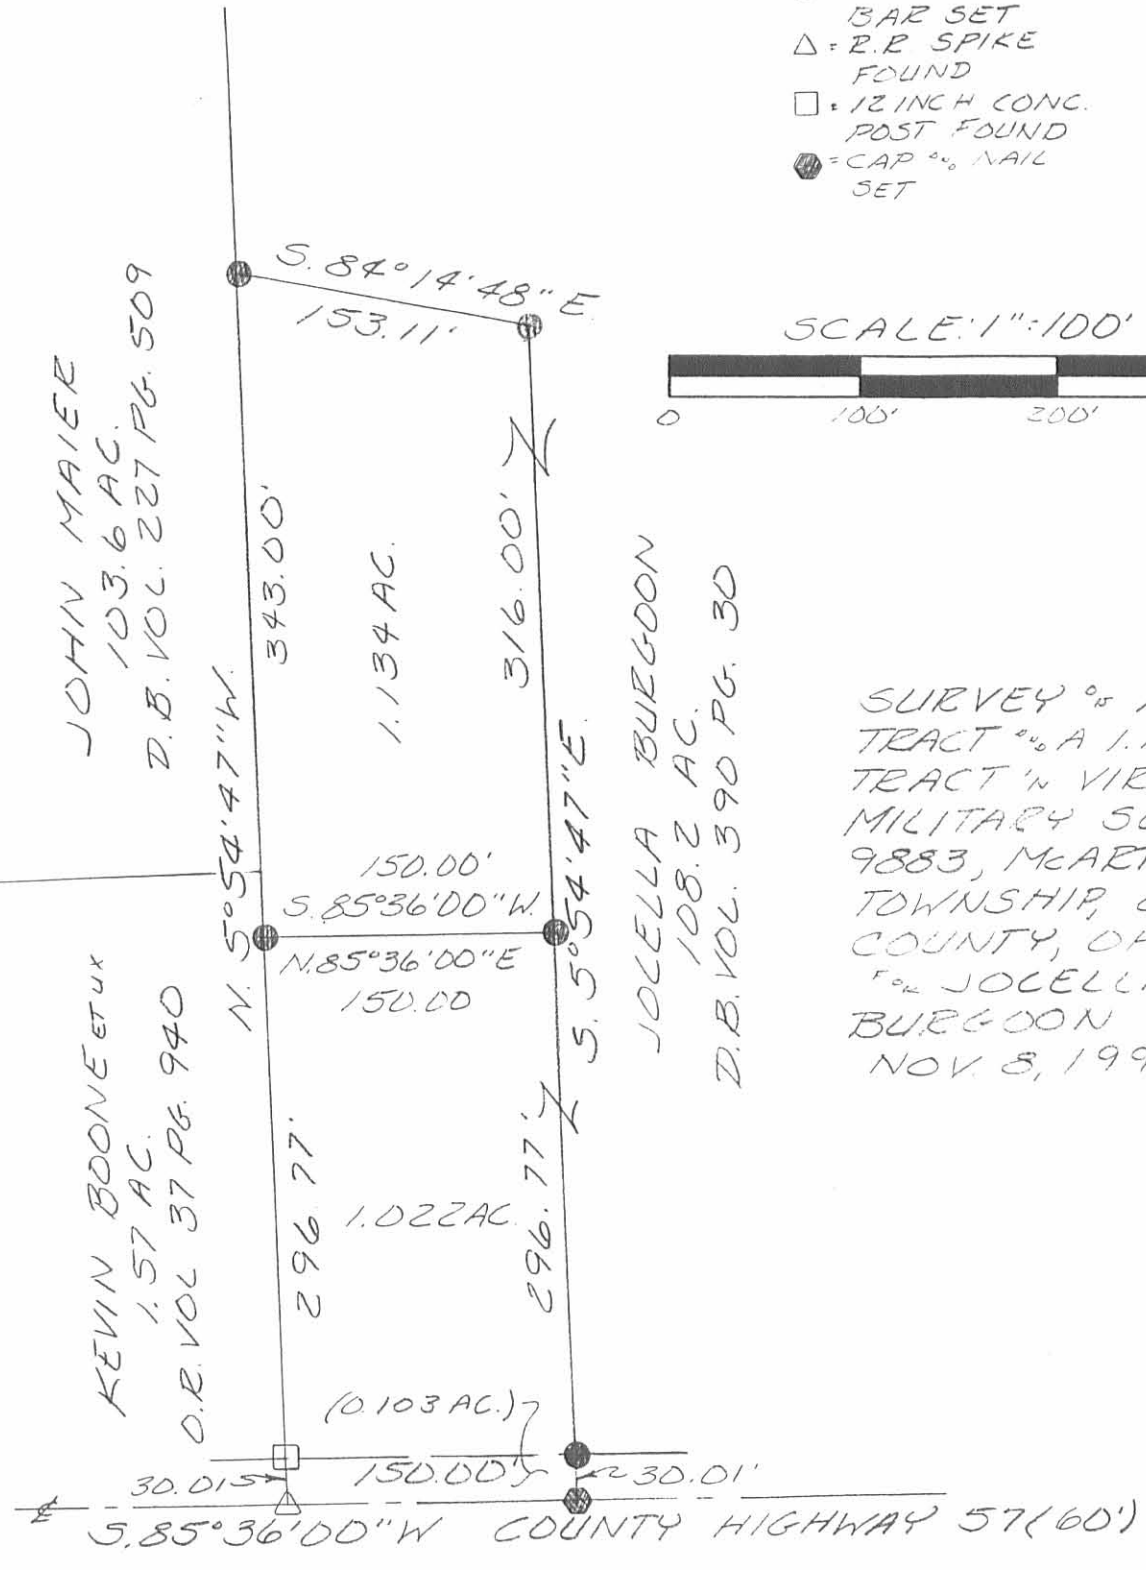 BAR SET
△ = R.R SPIKE
FOUND
□ = 12 INCH CONC.
POST FOUND
= CAP AND NAIL
SET
S. 84°14'48" E.
153.11'
SCALE: 1" = 100'
0 100' 200'
JOHN MAIER
103.6 AC.
D.B. VOL. 227 PG. 509
343.00'
1.134 AC.
316.00'
N. 5°54'47" W.
S. 5°54'47" E.
JOCELLA BURGOON
108.2 AC.
D.B. VOL. 390 PG. 30
SURVEY OF
TRACT AND A 1.
TRACT IN VIR
MILITARY
9883, McAR
TOWNSHIP,
COUNTY, O
FOR JOCELL
BURGOON
NOV. 8, 199
150.00'
S. 85°36'00" W.
N. 85°36'00" E
150.00
KEVIN BOONE ET UX
1.57 AC.
O.R. VOL 37 PG. 940
296.77'
1.022 AC.
296.77'
(0.103 AC.)
30.01'
150.00'
30.01'
℄
S. 85°36'00" W COUNTY HIGHWAY 57 (60')